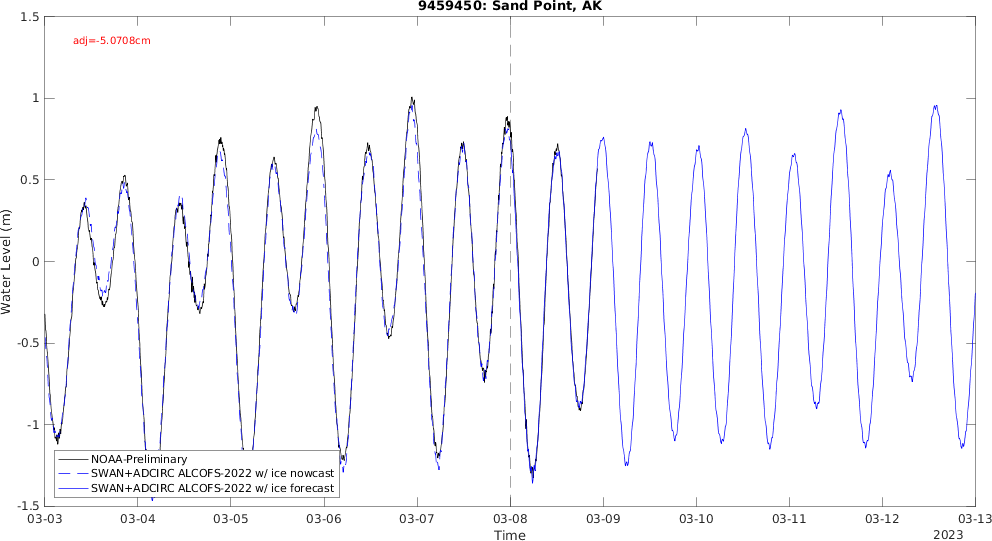 9459450: Sand Point, AK
adj=-5.0708cm
1.5
1
0.5
0
-0.5
-1
-1.5
Water Level (m)
NOAA-Preliminary
SWAN+ADCIRC ALCOFS-2022 w/ ice nowcast
SWAN+ADCIRC ALCOFS-2022 w/ ice forecast
03-03 03-04 03-05 03-06 03-07 03-08 03-09 03-10 03-11 03-12 03-13
Time
2023